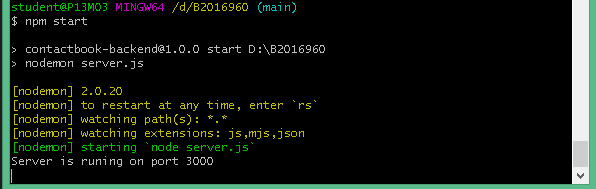 student@P13MO3 MINGW64 /d/B2016960 (main)
$ npm start
> contactbook-backend@1.0.0 start D:\B2016960
> nodemon server.js
[nodemon] 2.0.20
[nodemon] to restart at any time, enter `rs`
[nodemon] watching path(s): *.*
[nodemon] watching extensions: js,mjs,json
[nodemon] starting `node server.js`
Server is runing on port 3000